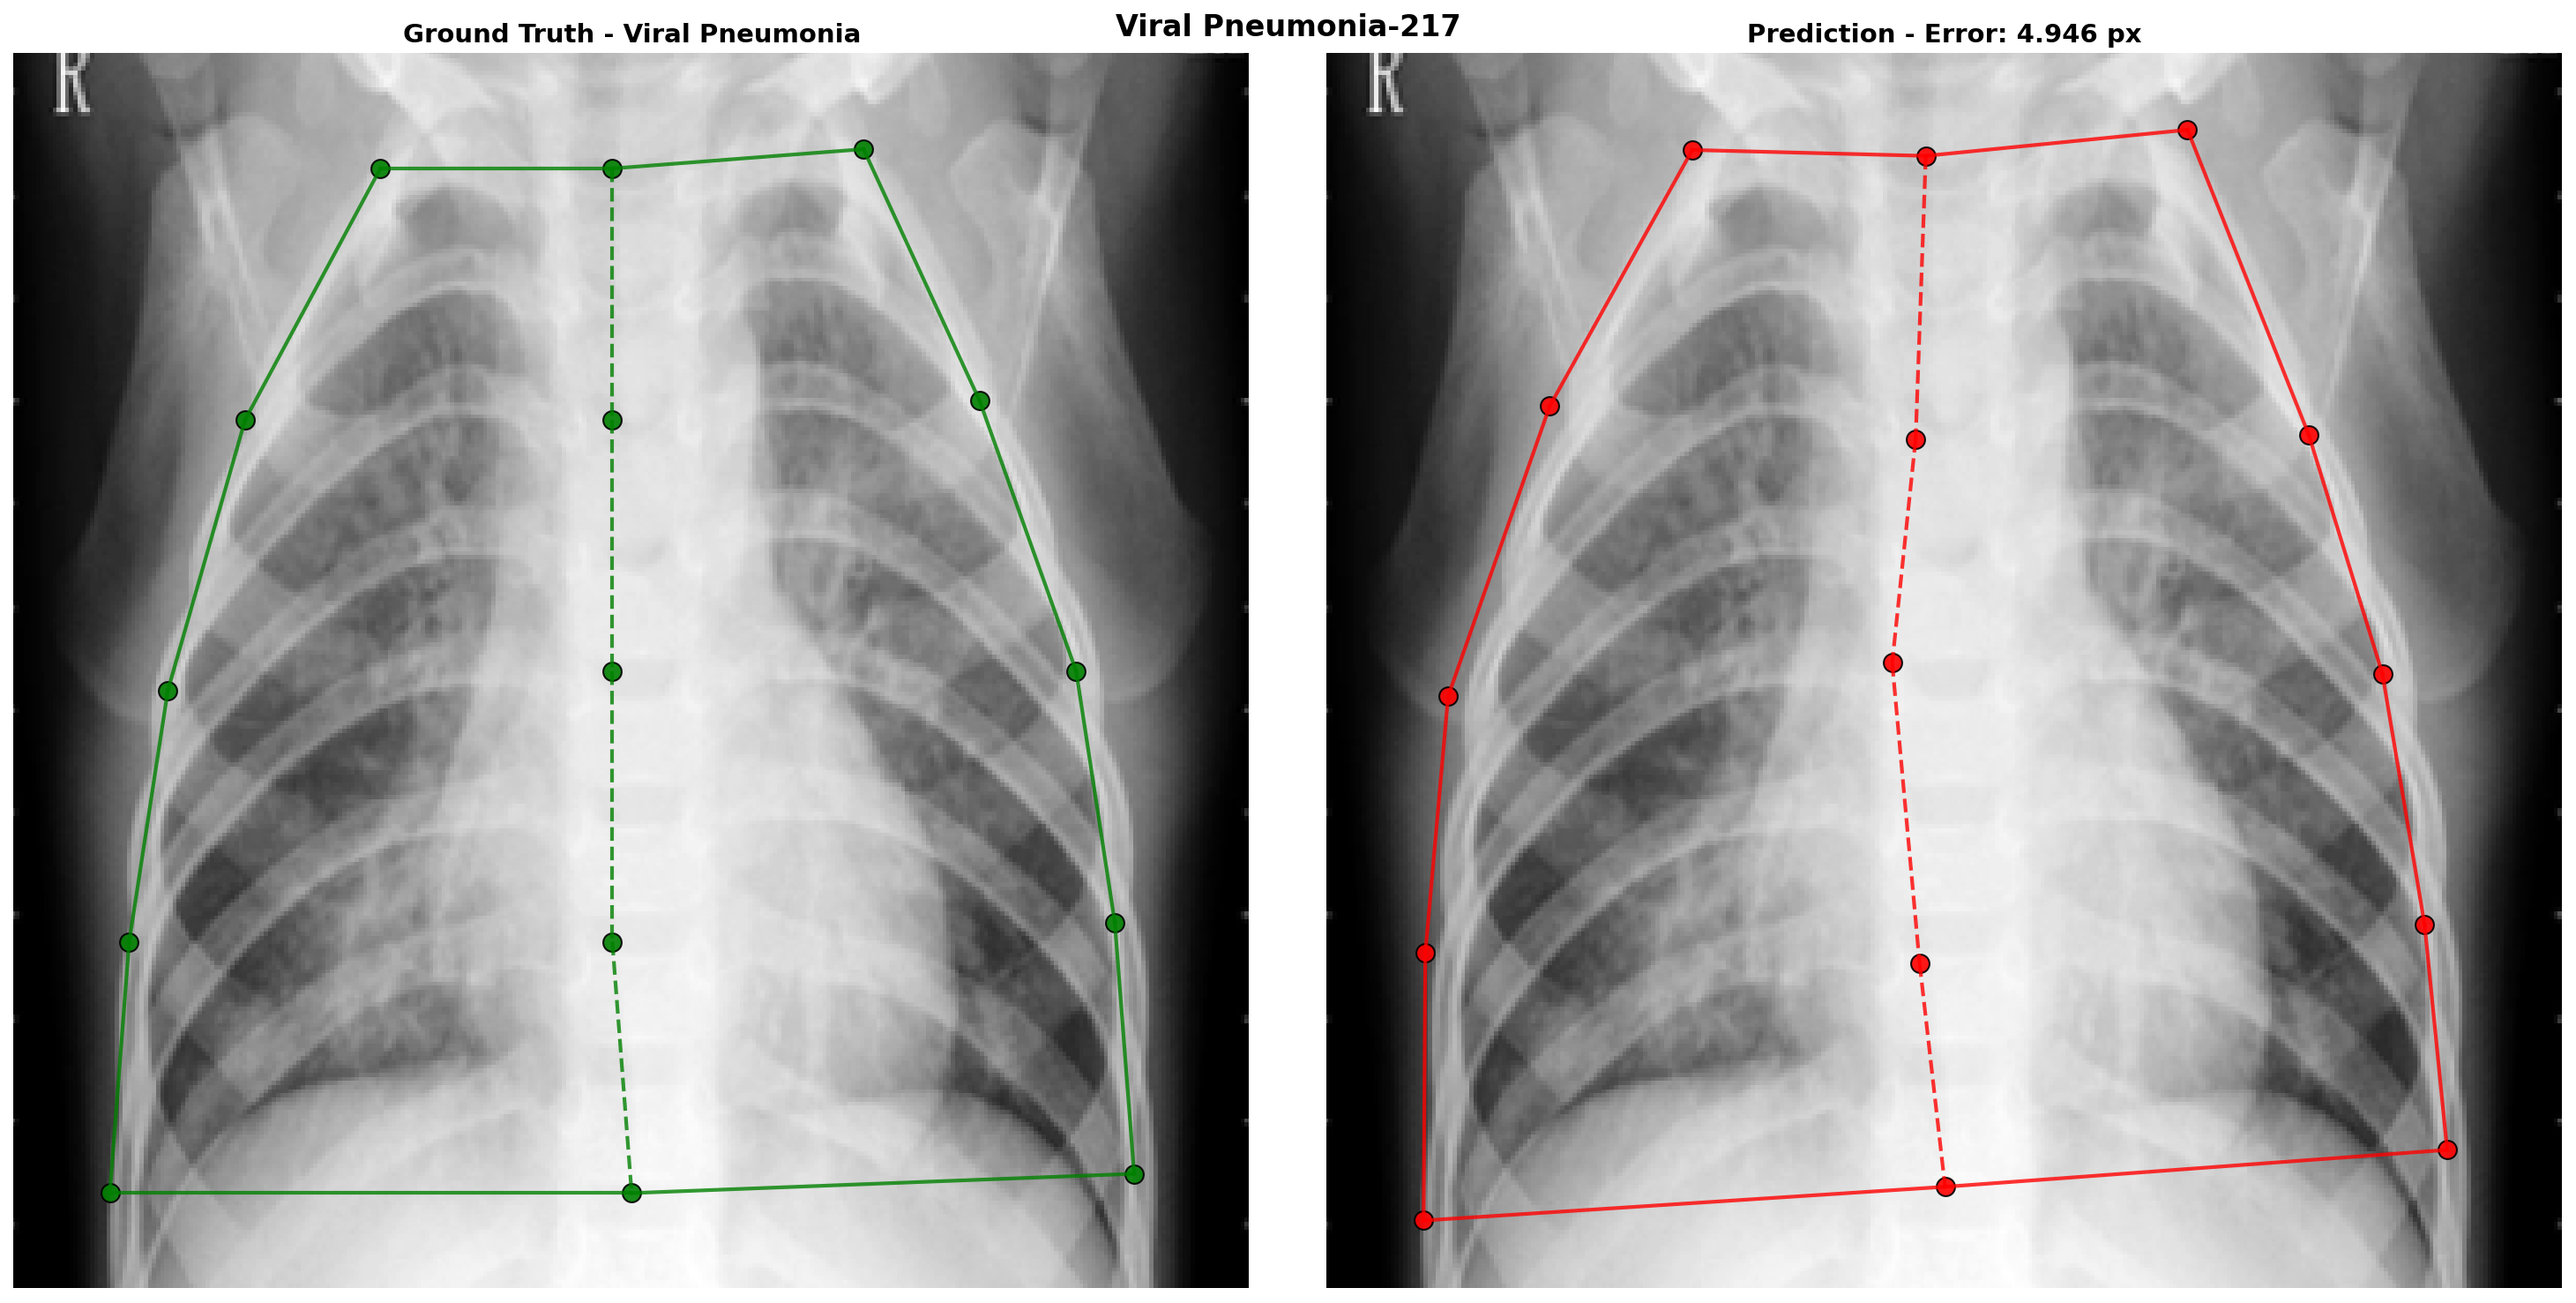 Viral Pneumonia-217
Ground Truth - Viral Pneumonia
Prediction - Error: 4.946 px
R
R